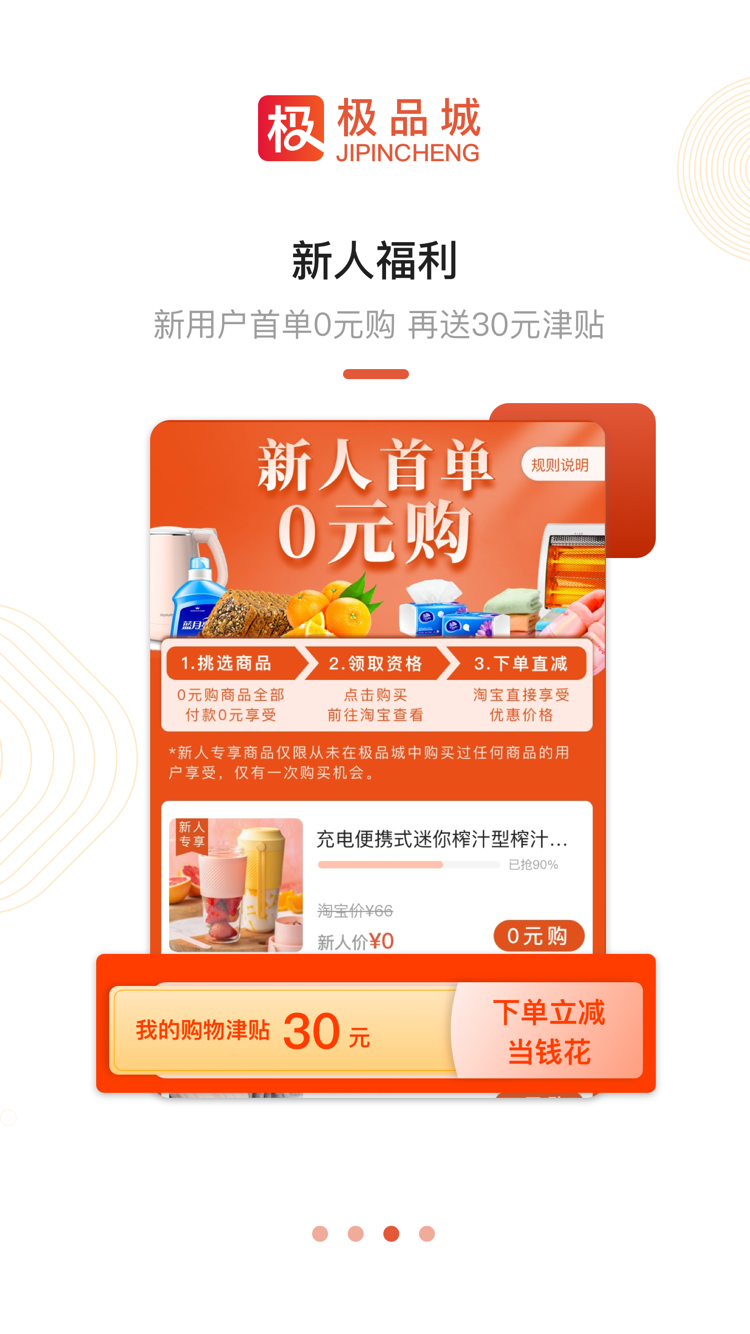 极
极品城
JIPINCHENG
新人福利
新用户首单0元购 再送30元津贴
新人首单
0元购
规则说明
蓝月
1.挑选商品
2.领取资格
3.下单直减
0元购商品全部
付款0元享受
点击购买
前往淘宝查看
淘宝直接享受
优惠价格
*新人专享商品仅限从未在极品城中购买过任何商品的用
户享受，仅有一次购买机会。
新人
专享
充电便携式迷你榨汁型榨汁...
已抢90%
淘宝价¥66
新人价¥0
0元购
我的购物津贴 30 元
下单立减
当钱花